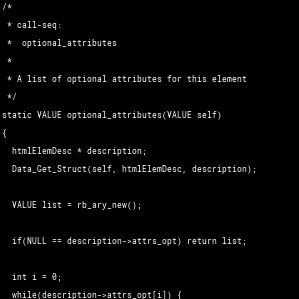 /*
 * call-seq:
 *  optional_attributes
 *
 * A list of optional attributes for this element
 */
static VALUE optional_attributes(VALUE self)
{
  htmlElemDesc * description;
  Data_Get_Struct(self, htmlElemDesc, description);

  VALUE list = rb_ary_new();

  if(NULL == description->attrs_opt) return list;

  int i = 0;
  while(description->attrs_opt[i]) {